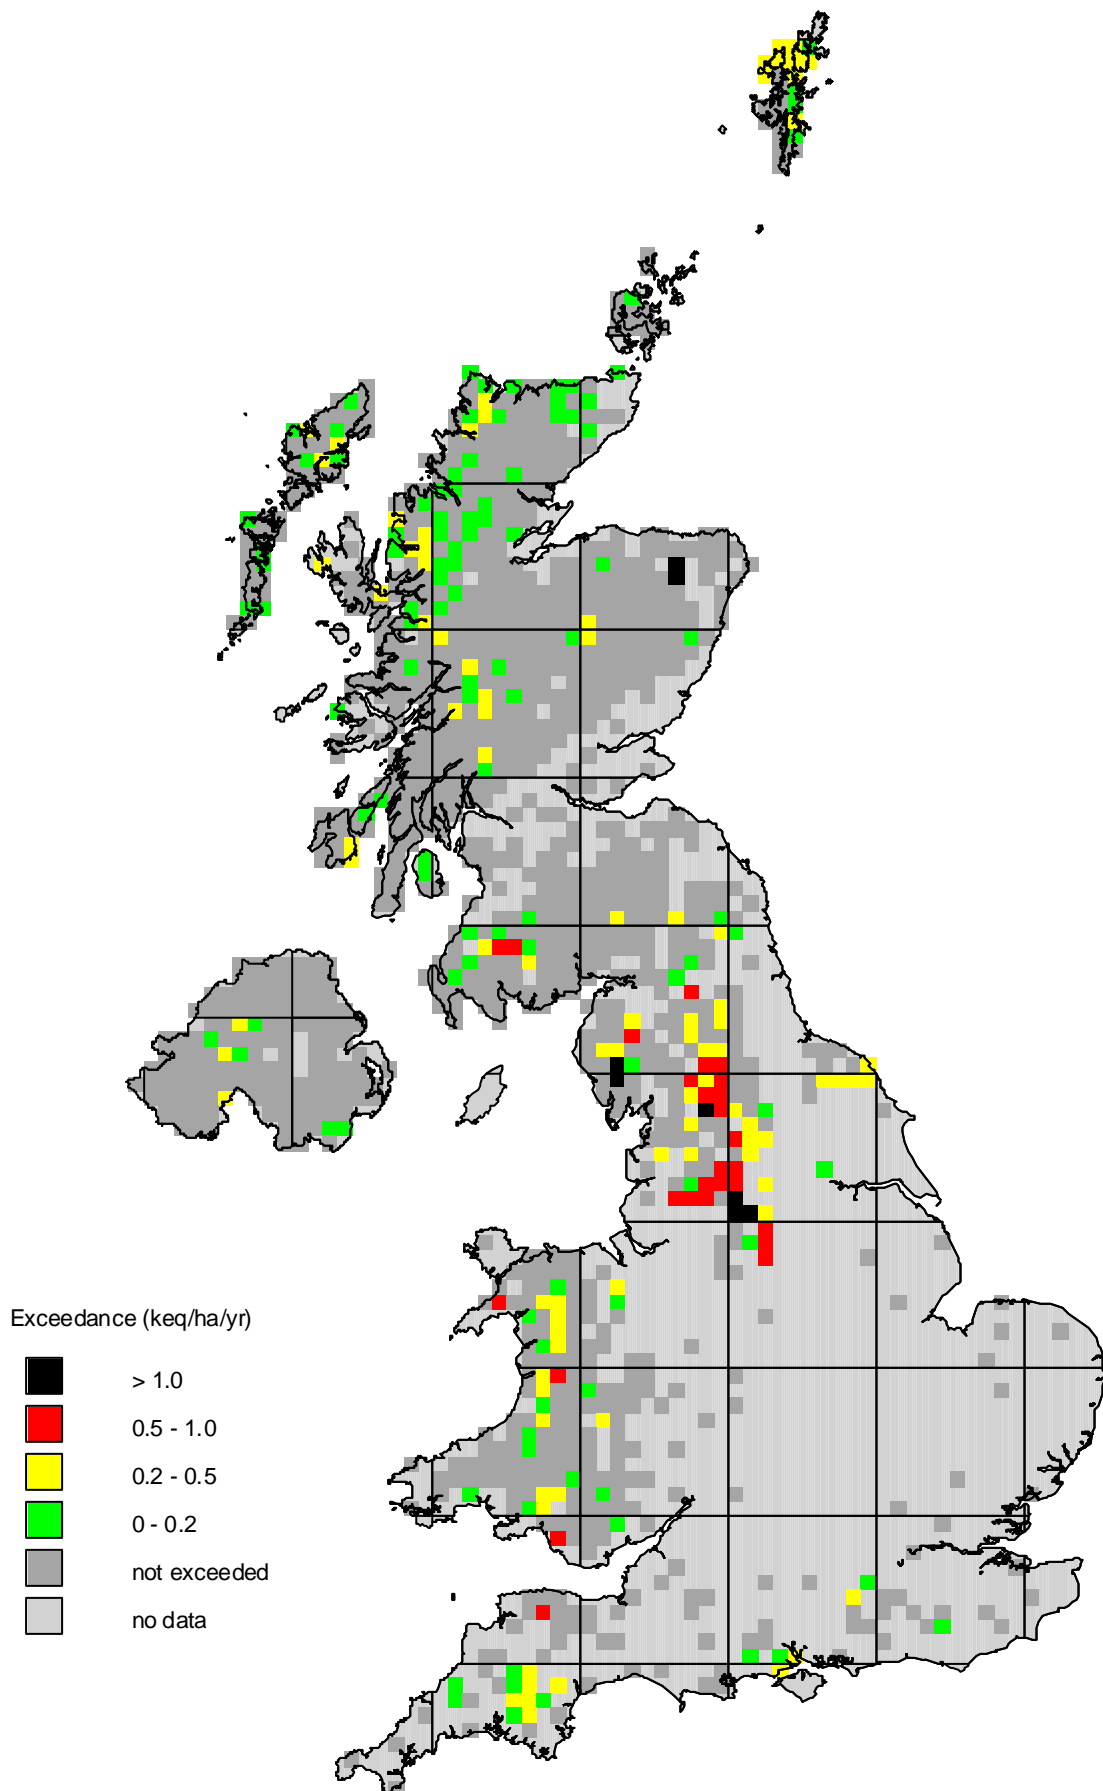 Exceedance (keq/ha/yr)
> 1.0
0.5 - 1.0
0.2 - 0.5
0 - 0.2
not exceeded
no data